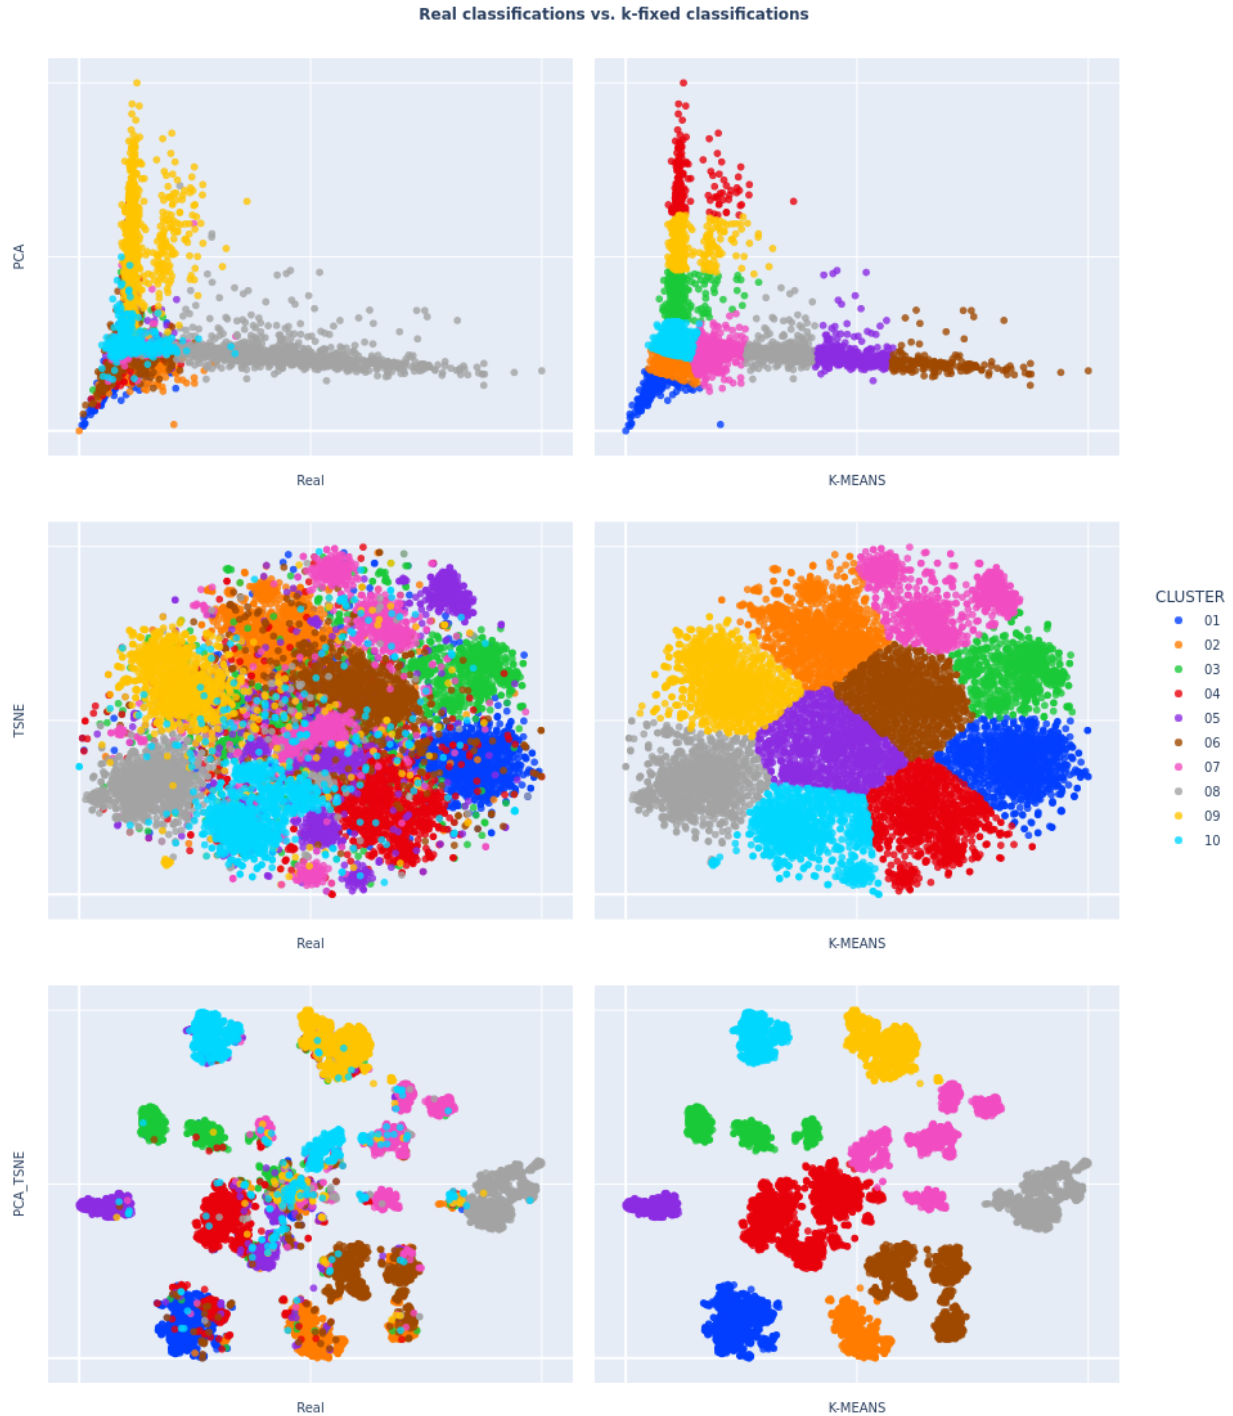 Real classifications vs. k-fixed classifications
PCA
Real
K-MEANS
TSNE
Real
K-MEANS
CLUSTER
01
02
03
04
05
06
07
08
09
10
PCA_TSNE
Real
K-MEANS